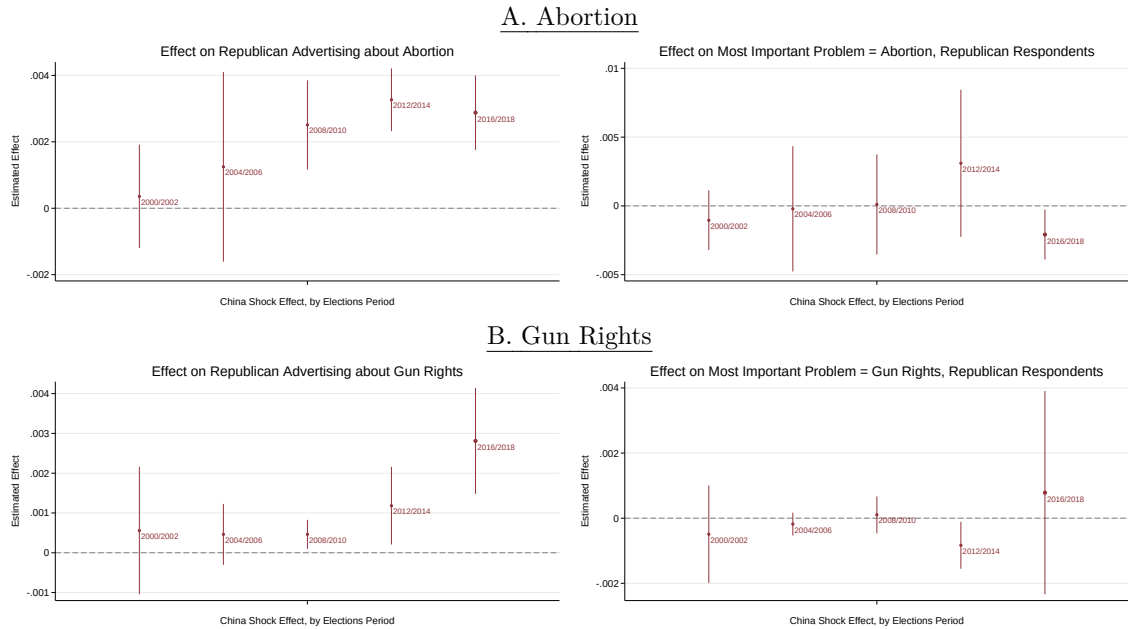 A. Abortion
Effect on Republican Advertising about Abortion
Estimated Effect
.004
.002
0
-.002
2000/2002
2004/2006
2008/2010
2012/2014
2016/2018
China Shock Effect, by Elections Period
Effect on Most Important Problem = Abortion, Republican Respondents
Estimated Effect
.01
.005
0
-.005
2000/2002
2004/2006
2008/2010
2012/2014
2016/2018
China Shock Effect, by Elections Period
B. Gun Rights
Effect on Republican Advertising about Gun Rights
Estimated Effect
.004
.003
.002
.001
0
-.001
2000/2002
2004/2006
2008/2010
2012/2014
2016/2018
China Shock Effect, by Elections Period
Effect on Most Important Problem = Gun Rights, Republican Respondents
Estimated Effect
.004
.002
0
-.002
2000/2002
2004/2006
2008/2010
2012/2014
2016/2018
China Shock Effect, by Elections Period